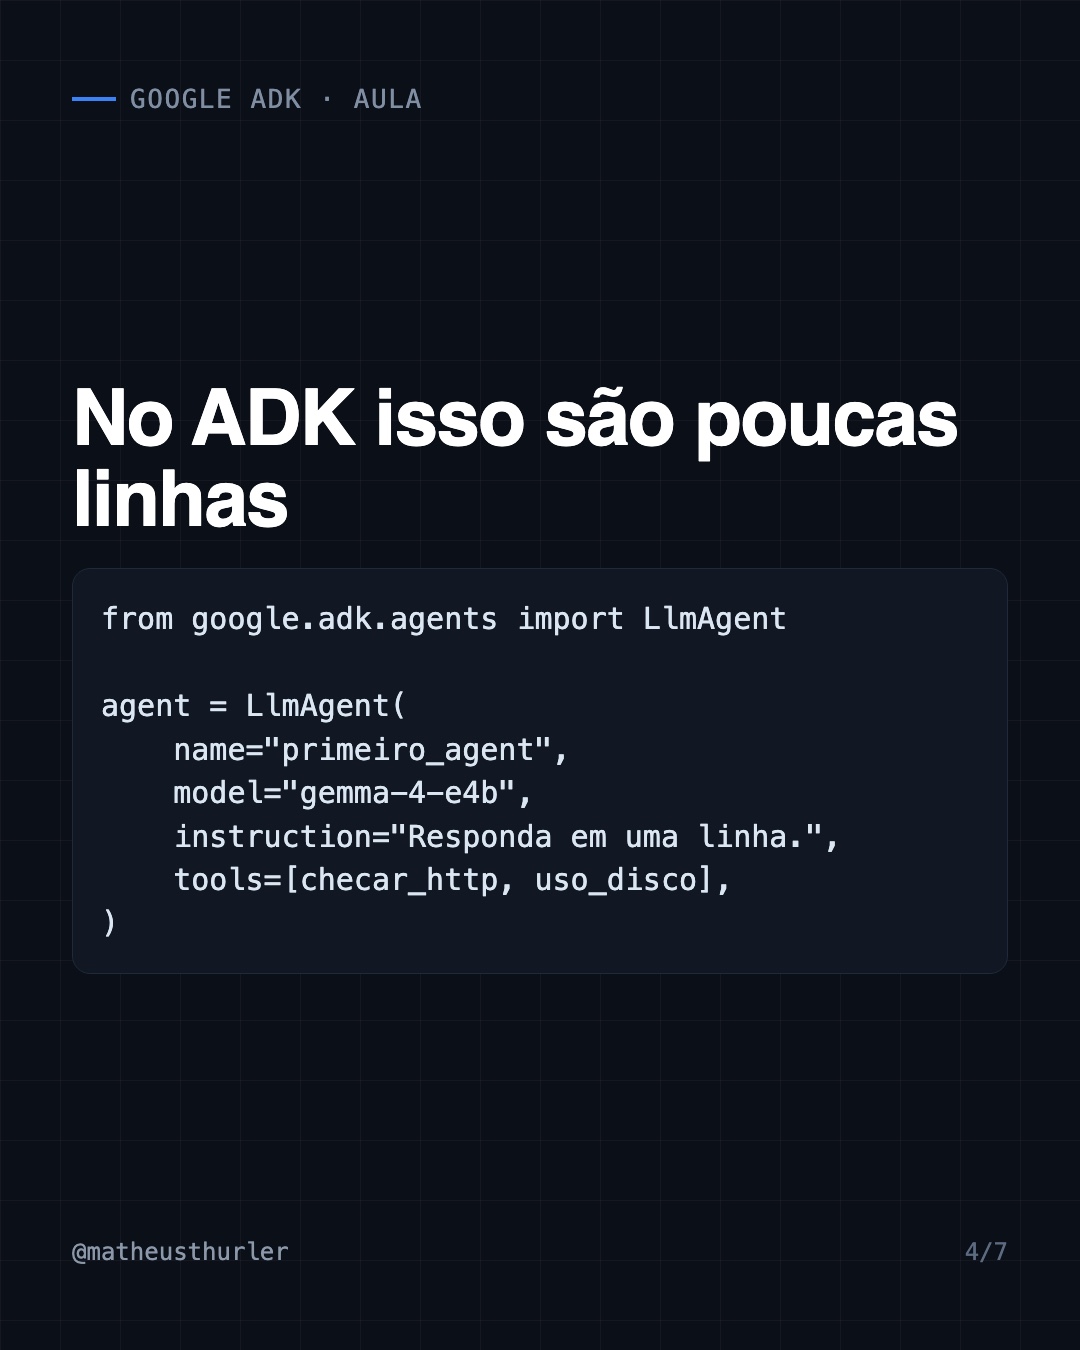 GOOGLE ADK · AULA
No ADK isso são poucas
linhas
from google.adk.agents import LlmAgent
agent = LlmAgent(
    name="primeiro_agent",
    model="gemma-4-e4b",
    instruction="Responda em uma linha.",
    tools=[checar_http, uso_disco],
)
@matheusthurler
4/7